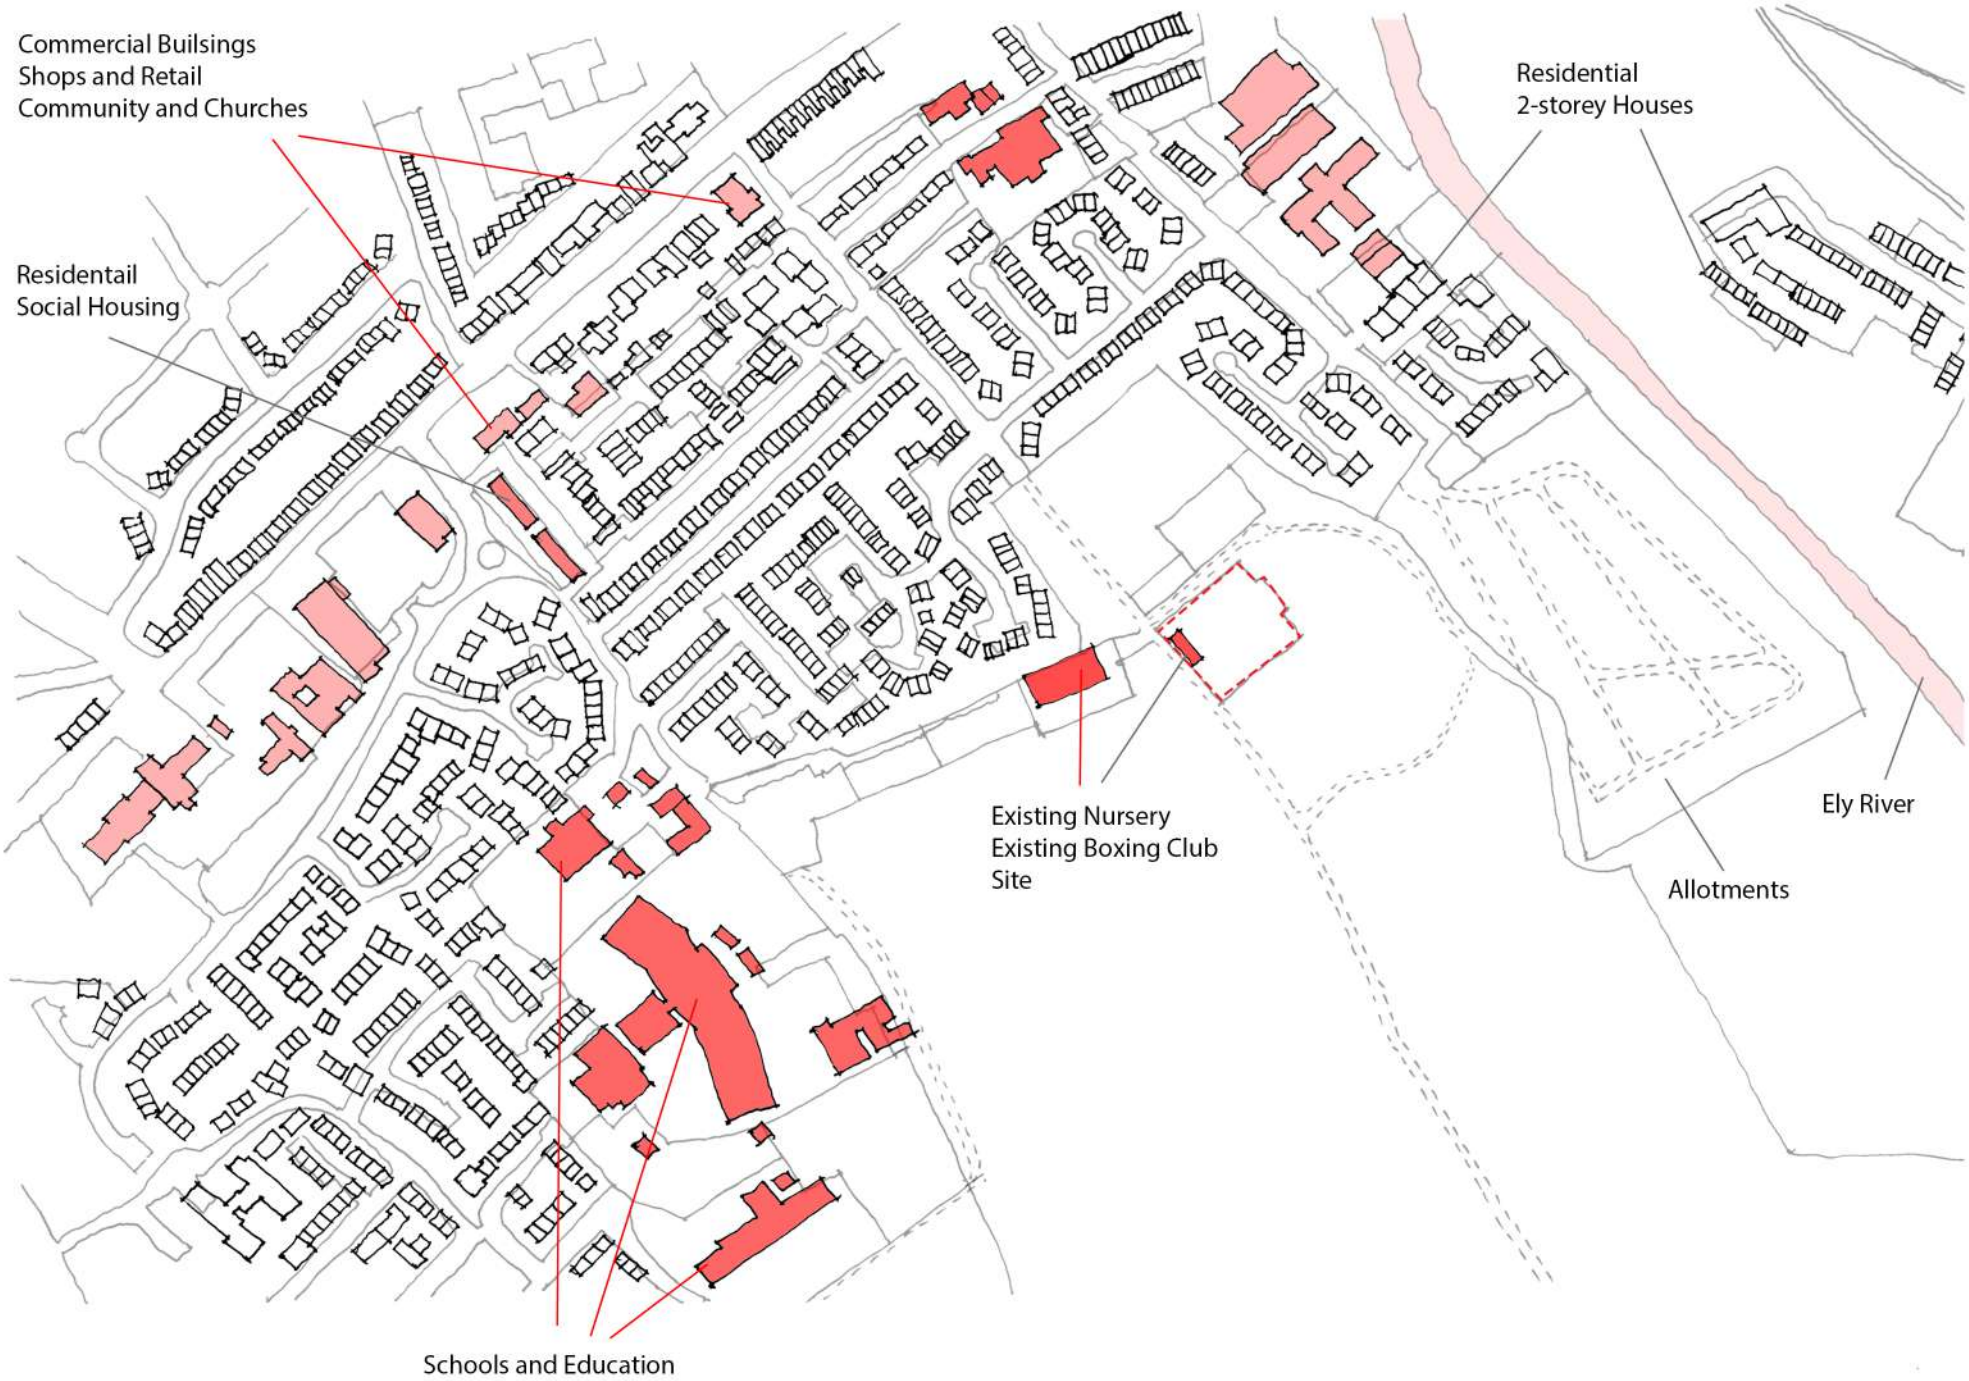 Commercial Builsings
Shops and Retail
Community and Churches
Residential
2-storey Houses
Residentail
Social Housing
Existing Nursery
Existing Boxing Club
Site
Ely River
Allotments
Schools and Education